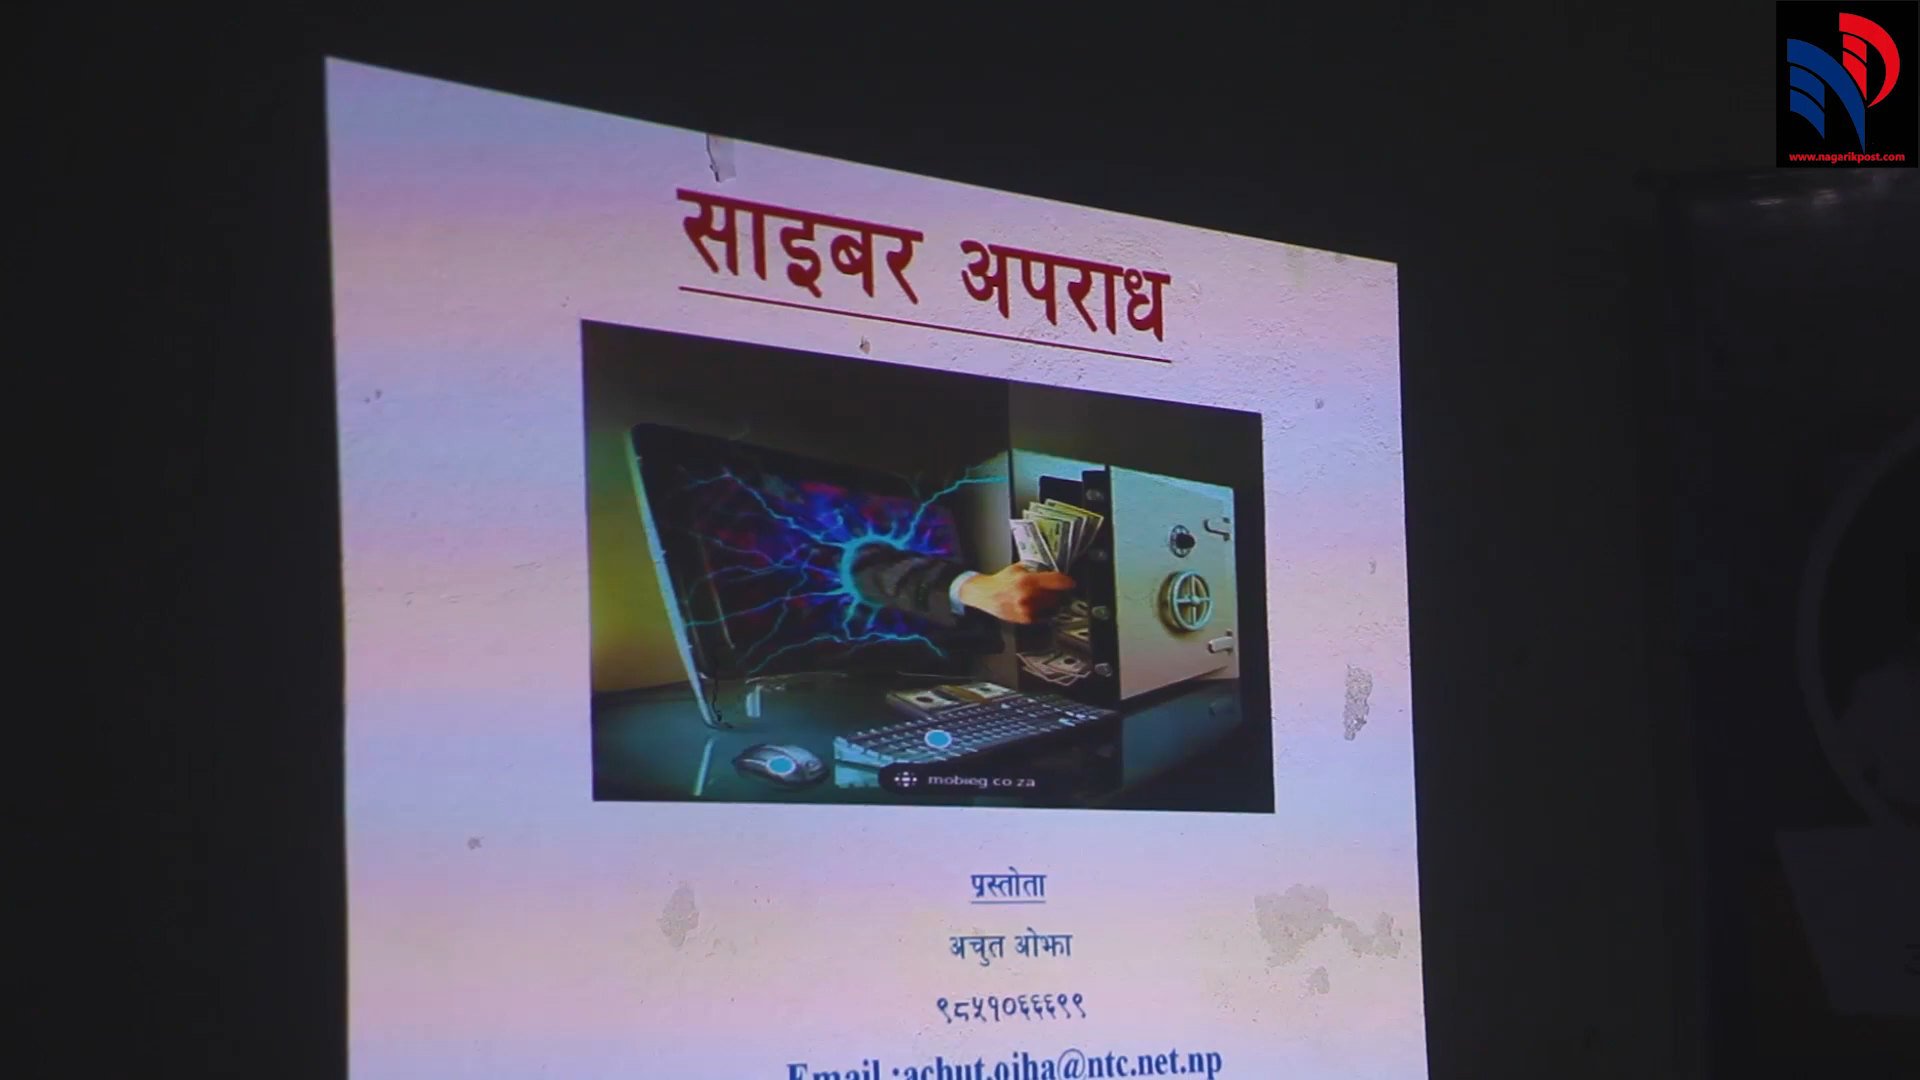 www.nagarikpost.com
साइबर अपराध
mobieg.co.za
प्रस्तोता
अचुत ओझा
९८५१०६६६९९
Email :achut.ojha@ntc.net.np